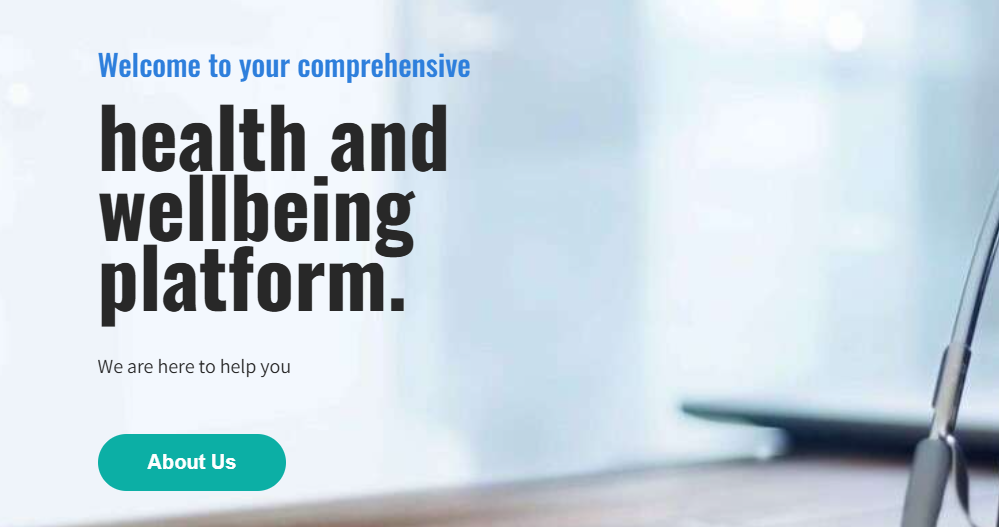 Welcome to your comprehensive
health and
wellbeing
platform.
We are here to help you
About Us